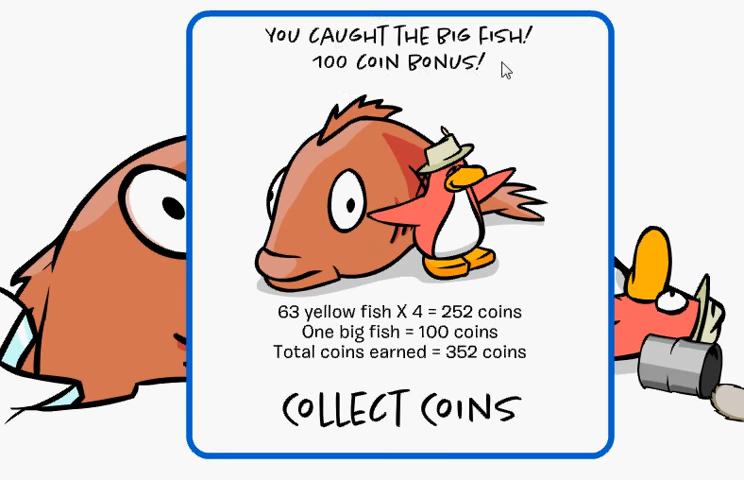 YOU CAUGHT THE BIG FISH!
100 COIN BONUS!
63 yellow fish X 4 = 252 coins
One big fish = 100 coins
Total coins earned = 352 coins
COLLECT COINS